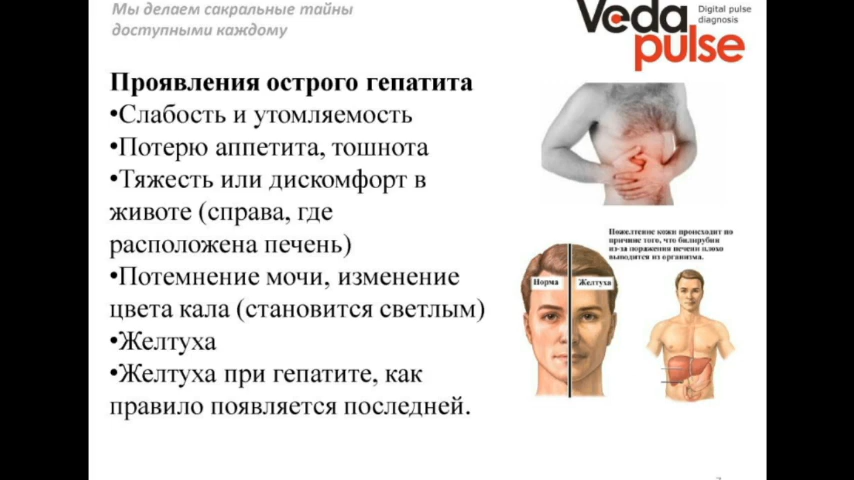 Мы делаем сакральные тайны
доступными каждому
Veda
pulse
Digital pulse
diagnosis
Проявления острого гепатита
•Слабость и утомляемость
•Потерю аппетита, тошнота
•Тяжесть или дискомфорт в
животе (справа, где
расположена печень)
•Потемнение мочи, изменение
цвета кала (становится светлым)
•Желтуха
•Желтуха при гепатите, как
правило появляется последней.
Пожелтение кожи происходит по
причине того, что билирубин
из-за поражения печени плохо
выводится из организма.
Норма
Желтуха